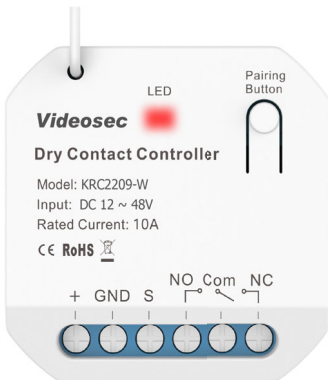 LED
Pairing
Button
Videosec
Dry Contact Controller
Model: KRC2209-W
Input: DC 12 ~ 48V
Rated Current: 10A
CE RoHS
+ GND S NO Com NC